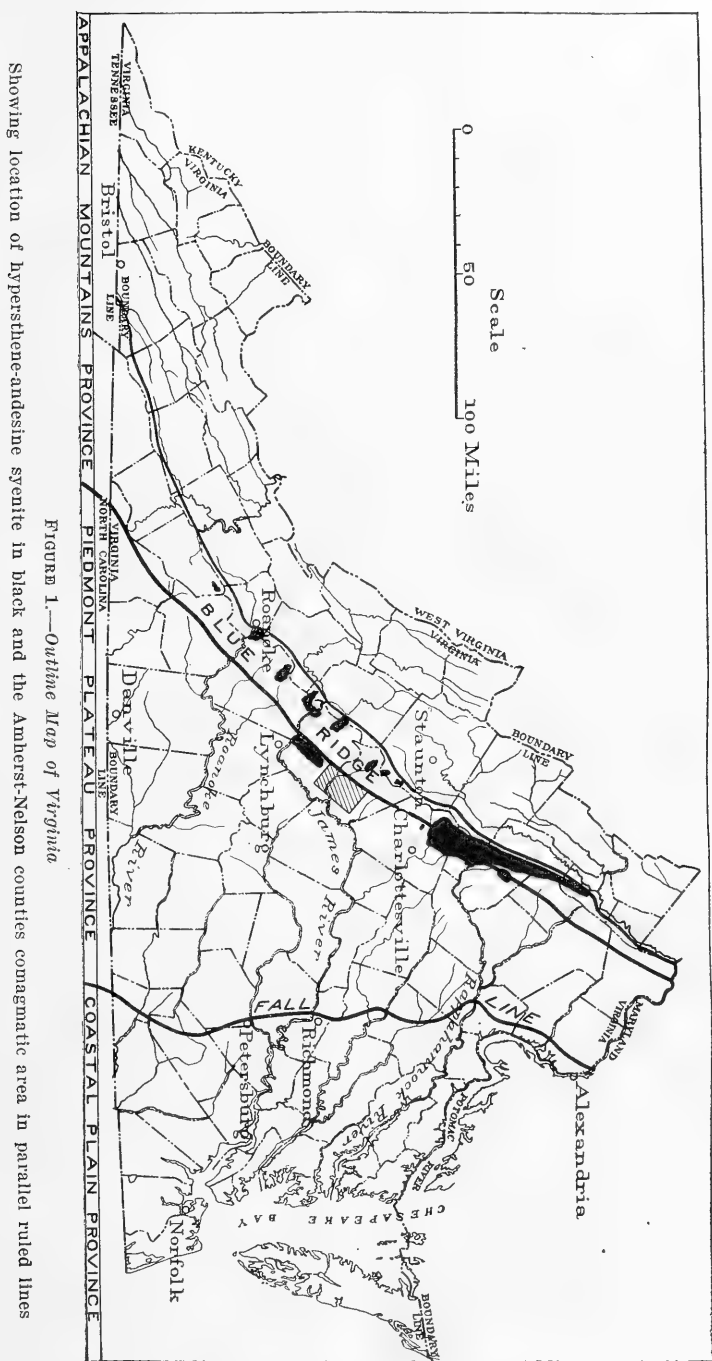 0 50 100 Miles
Scale
MARYLAND
VIRGINIA
Alexandria
POTOMAC
RIVER
BOUNDARY
LINE
WEST VIRGINIA
VIRGINIA
BOUNDARY
LINE
Staunton
Charlottesville
Rappahannock
River
FALL LINE
CHESAPEAKE BAY
KENTUCKY
VIRGINIA
BOUNDARY
LINE
BLUE RIDGE
Roanoke
Lynchburg
James
River
Richmond
Petersburg
Norfolk
Roanoke
River
Danville
VIRGINIA
TENNESSEE
Bristol
BOUNDARY
LINE
VIRGINIA
NORTH CAROLINA
BOUNDARY
LINE
APPALACHIAN MOUNTAINS PROVINCE PIEDMONT PLATEAU PROVINCE COASTAL PLAIN PROVINCE
FIGURE 1.—Outline Map of Virginia
Showing location of hypersthene-andesine syenite in black and the Amherst-Nelson counties comagmatic area in parallel ruled lines